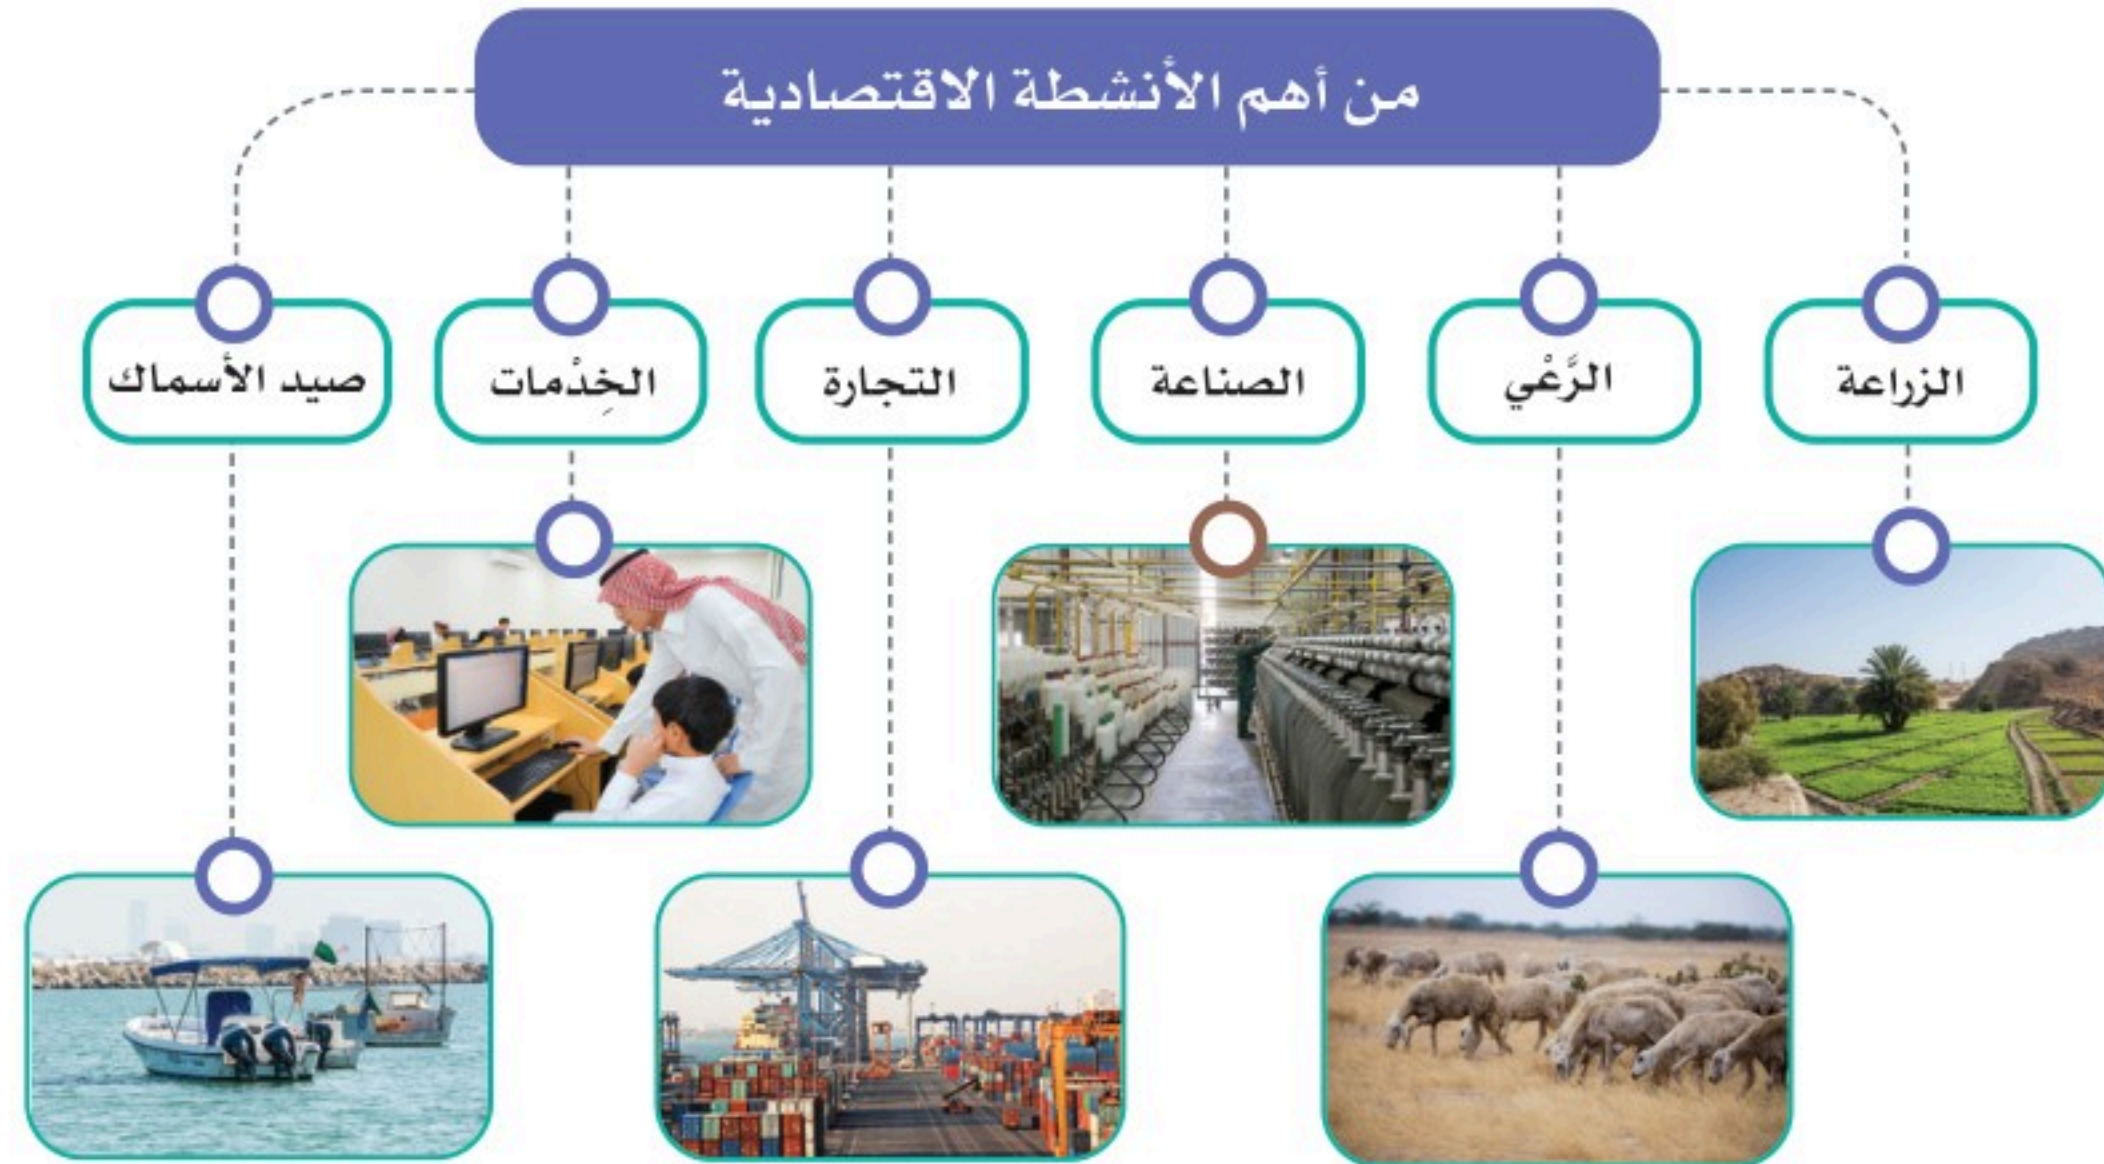 من أهم الأنشطة الاقتصادية
الزراعة
الرَّعْي
الصناعة
التجارة
الخِدْمات
صيد الأسماك